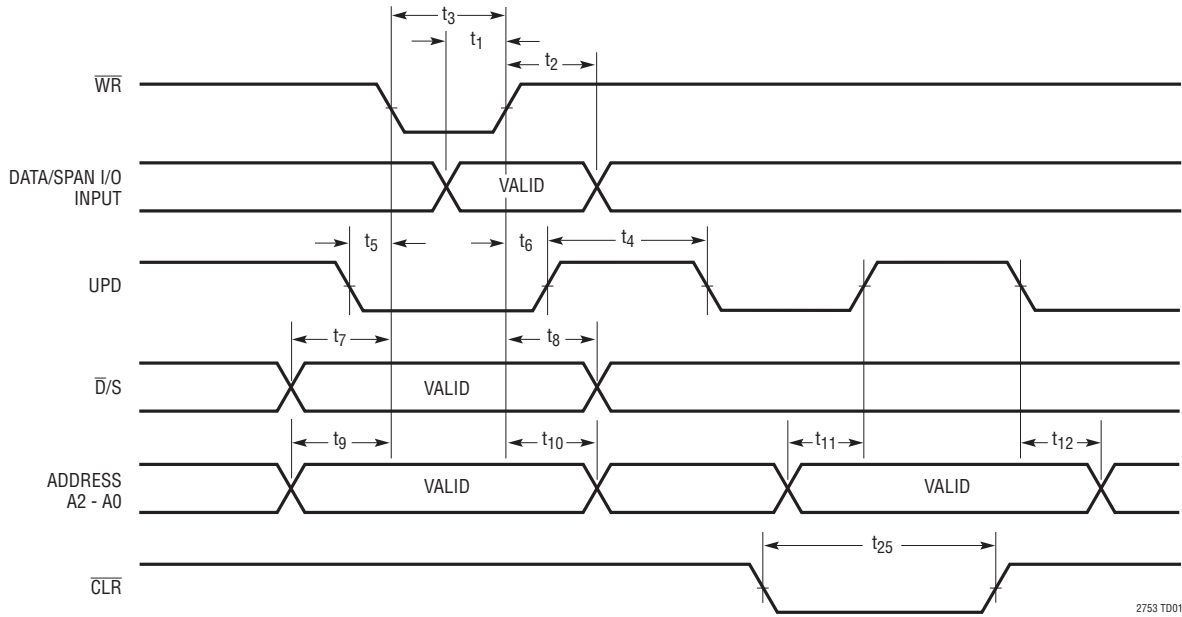 t3
t1
t2
WR
DATA/SPAN I/O
INPUT
VALID
t5
t6
t4
UPD
t7
t8
D/S
VALID
t9
t10
t11
t12
ADDRESS
A2 - A0
VALID
VALID
t25
CLR
2753 TD01